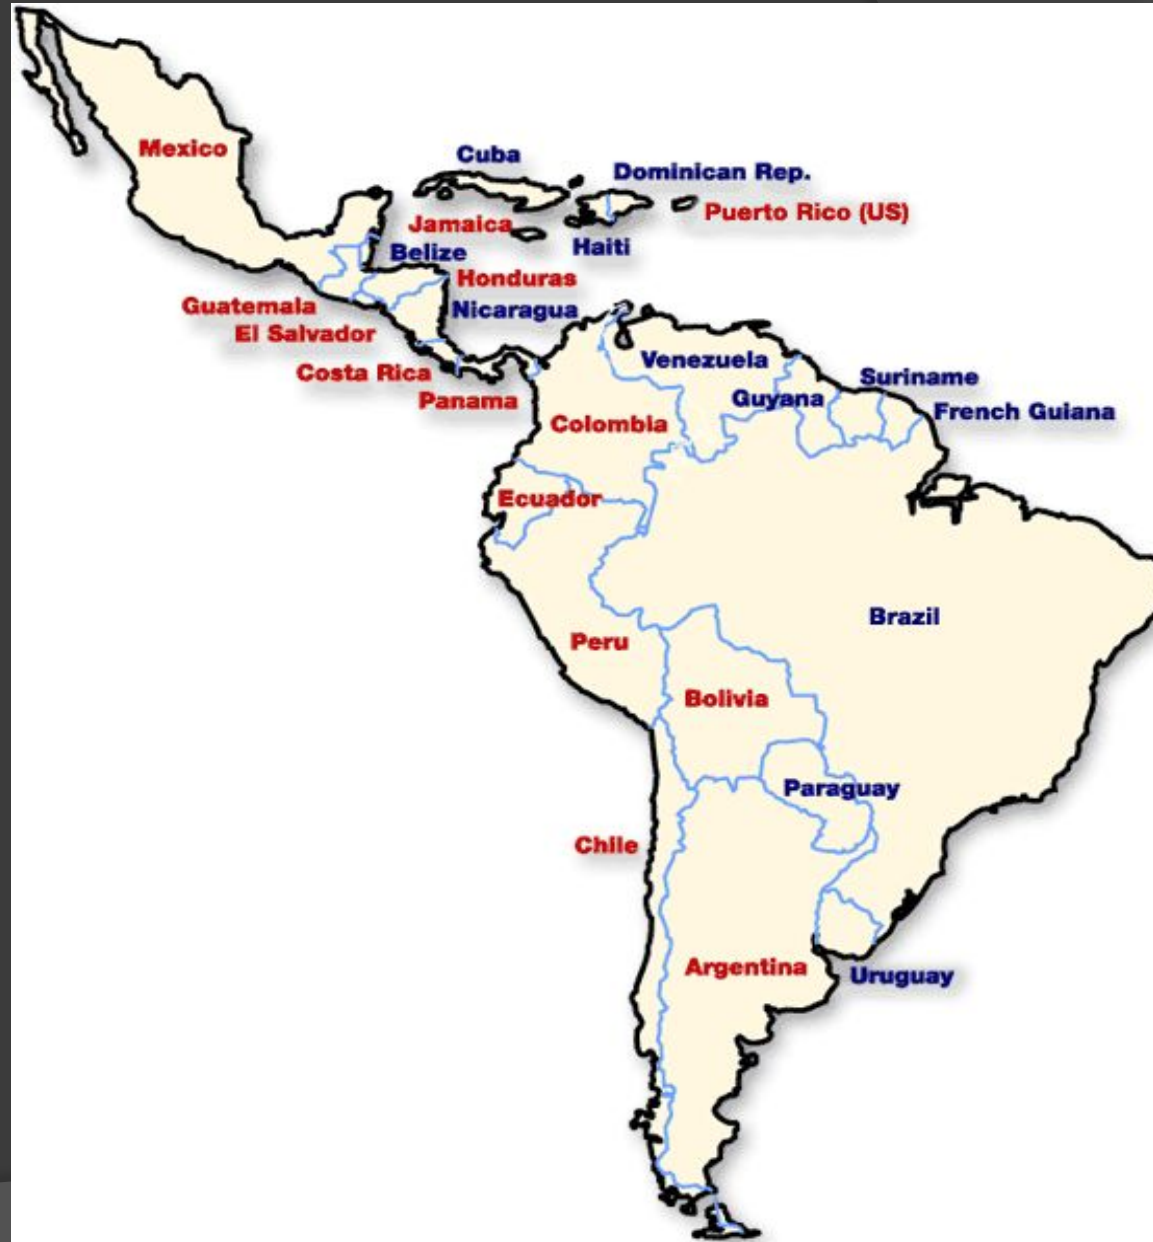 Mexico
Cuba
Dominican Rep.
Puerto Rico (US)
Jamaica
Haiti
Belize
Honduras
Guatemala
Nicaragua
El Salvador
Costa Rica
Panama
Venezuela
Suriname
Guyana
French Guiana
Colombia
Ecuador
Brazil
Peru
Bolivia
Paraguay
Chile
Argentina
Uruguay